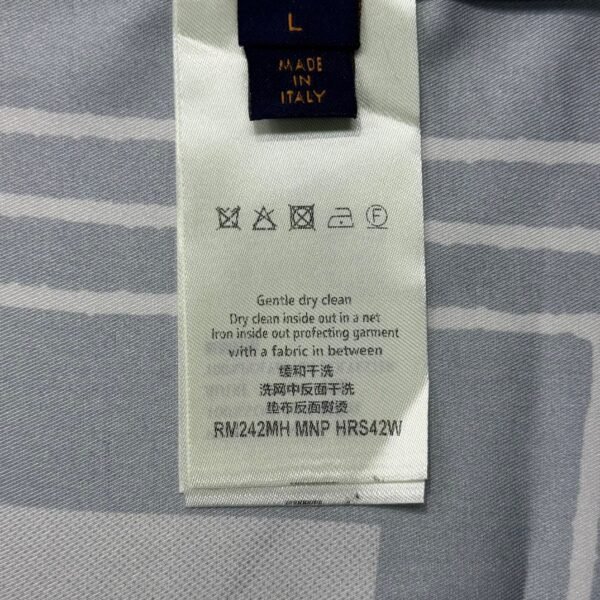 L
MADE
IN
ITALY
F
Gentle dry clean
Dry clean inside out in a net
Iron inside out profecting garment
with a fabric in between
缓和干洗
洗网中反面干洗
垫布反面熨烫
RM242MH MNP HRS42W